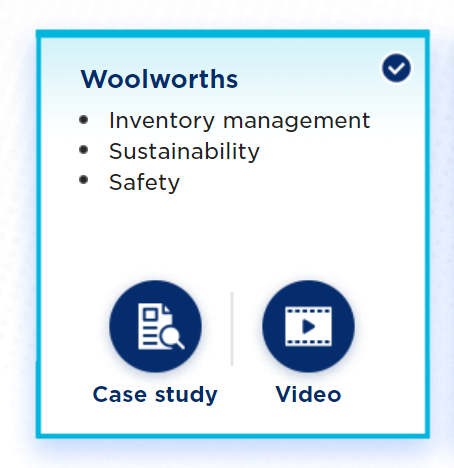 Woolworths
• Inventory management
• Sustainability
• Safety
Case study
Video